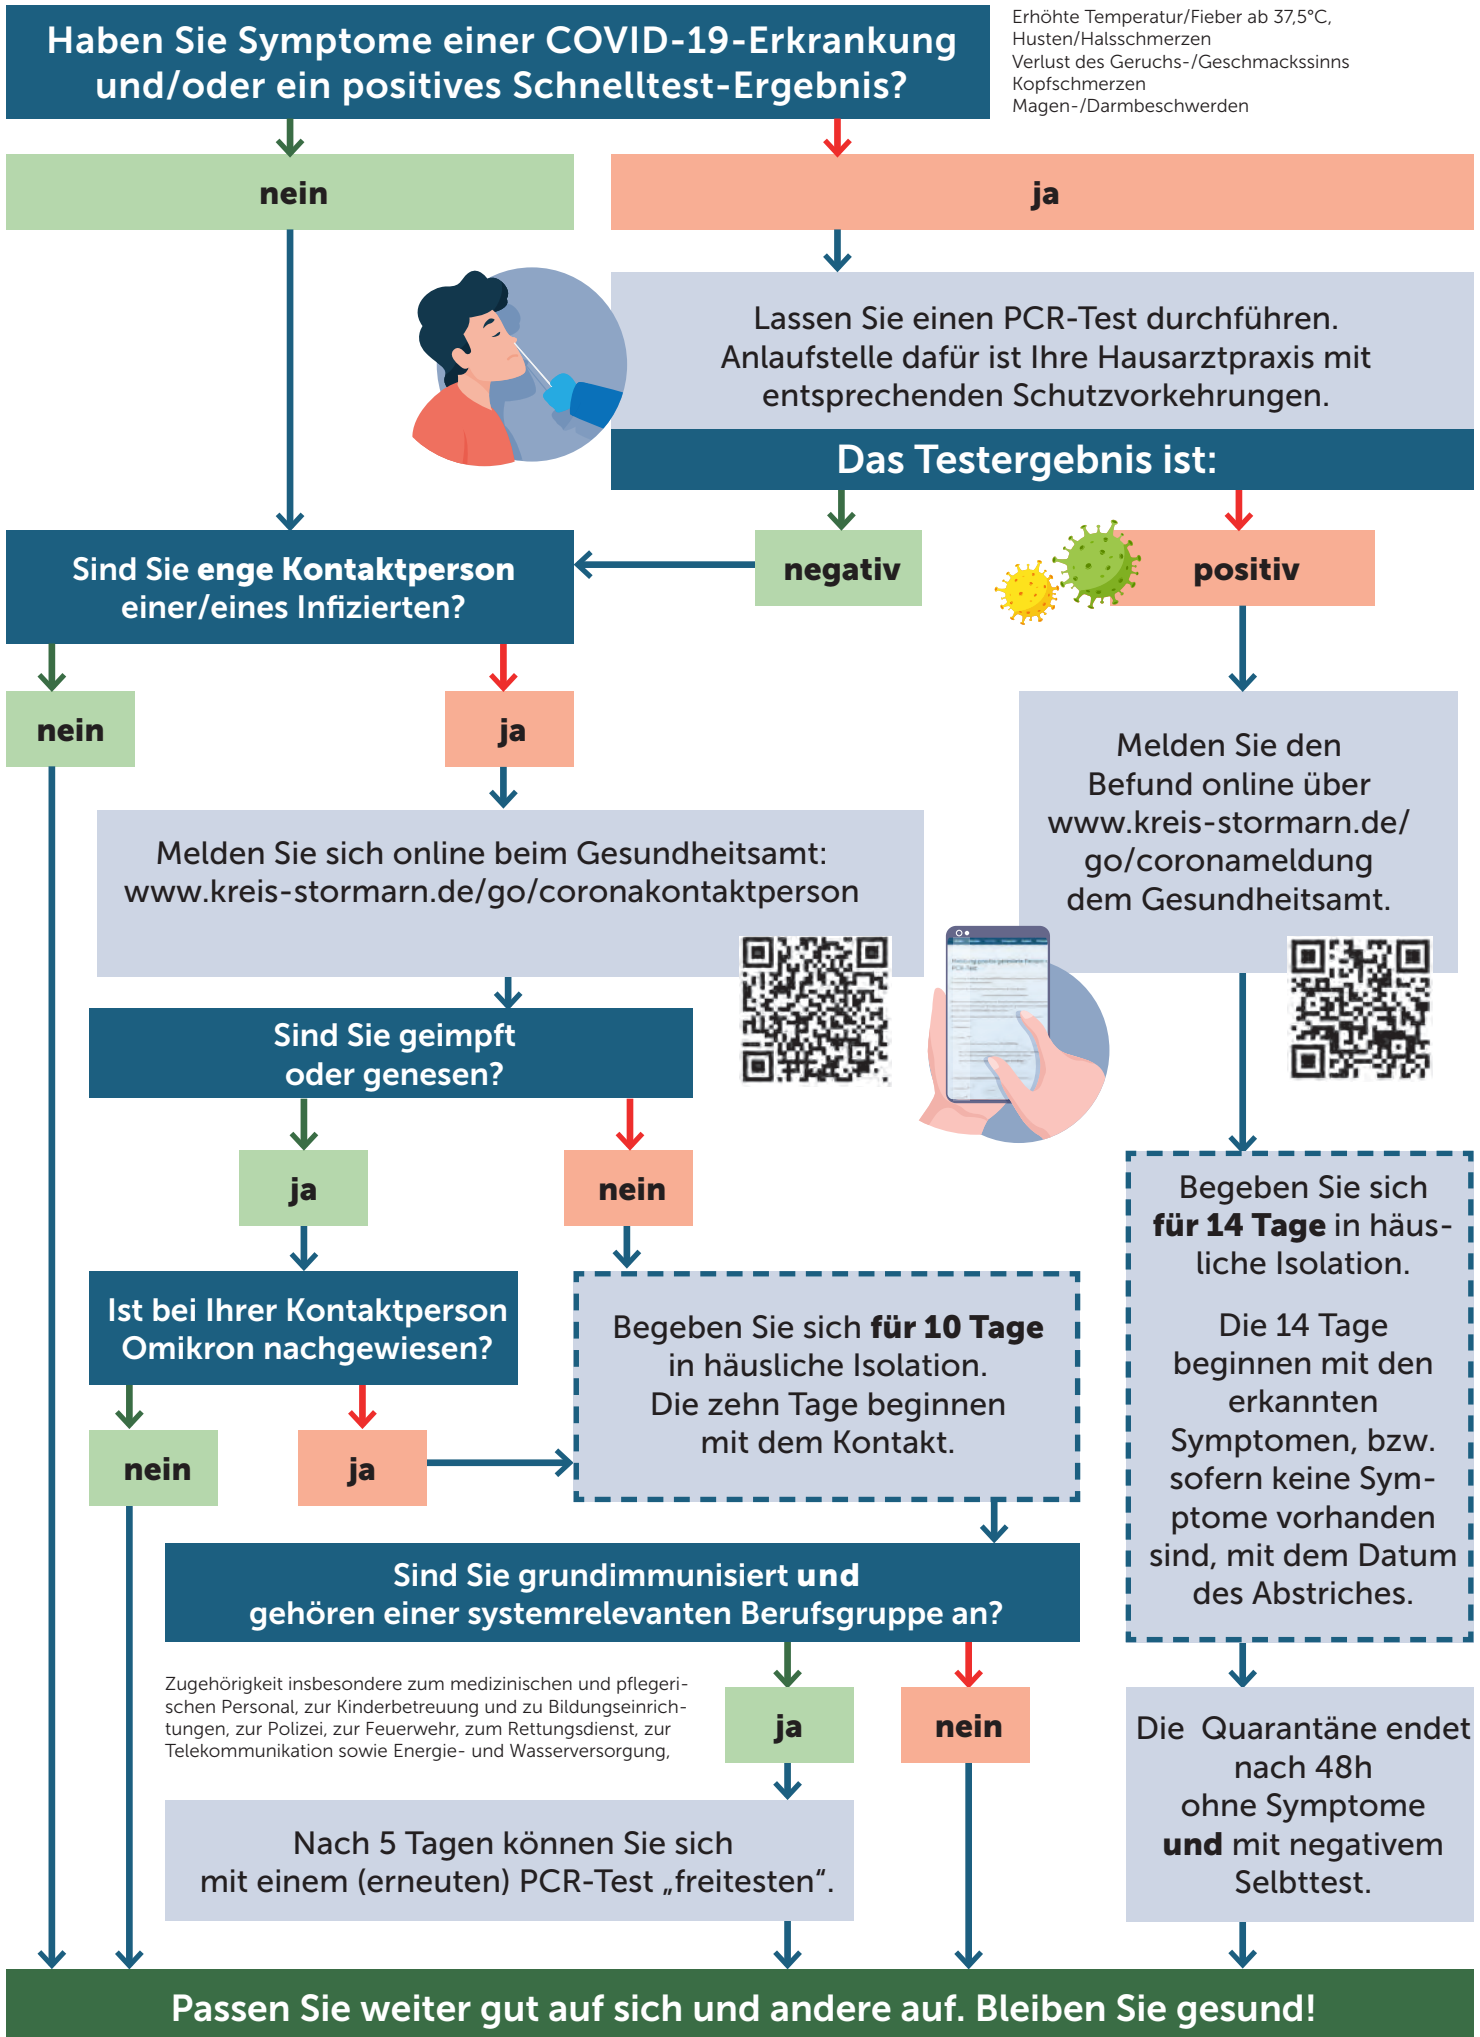 Haben Sie Symptome einer COVID-19-Erkrankung
und/oder ein positives Schnelltest-Ergebnis?
Erhöhte Temperatur/Fieber ab 37,5°C,
Husten/Halsschmerzen
Verlust des Geruchs-/Geschmackssinns
Kopfschmerzen
Magen-/Darmbeschwerden
nein
ja
Lassen Sie einen PCR-Test durchführen.
Anlaufstelle dafür ist Ihre Hausarztpraxis mit
entsprechenden Schutzvorkehrungen.
Das Testergebnis ist:
negativ
positiv
Sind Sie enge Kontaktperson
einer/eines Infizierten?
nein
ja
Melden Sie den
Befund online über
www.kreis-stormarn.de/
go/coronameldung
dem Gesundheitsamt.
Melden Sie sich online beim Gesundheitsamt:
www.kreis-stormarn.de/go/coronakontaktperson
Sind Sie geimpft
oder genesen?
ja
nein
Begeben Sie sich
für 14 Tage in häus-
liche Isolation.
Die 14 Tage
beginnen mit den
erkannten
Symptomen, bzw.
sofern keine Sym-
ptome vorhanden
sind, mit dem Datum
des Abstriches.
Ist bei Ihrer Kontaktperson
Omikron nachgewiesen?
nein
ja
Begeben Sie sich für 10 Tage
in häusliche Isolation.
Die zehn Tage beginnen
mit dem Kontakt.
Sind Sie grundimmunisiert und
gehören einer systemrelevanten Berufsgruppe an?
Zugehörigkeit insbesondere zum medizinischen und pflegeri-
schen Personal, zur Kinderbetreuung und zu Bildungseinrich-
tungen, zur Polizei, zur Feuerwehr, zum Rettungsdienst, zur
Telekommunikation sowie Energie- und Wasserversorgung,
ja
nein
Die Quarantäne endet
nach 48h
ohne Symptome
und mit negativem
Selbttest.
Nach 5 Tagen können Sie sich
mit einem (erneuten) PCR-Test „freitesten“.
Passen Sie weiter gut auf sich und andere auf. Bleiben Sie gesund!